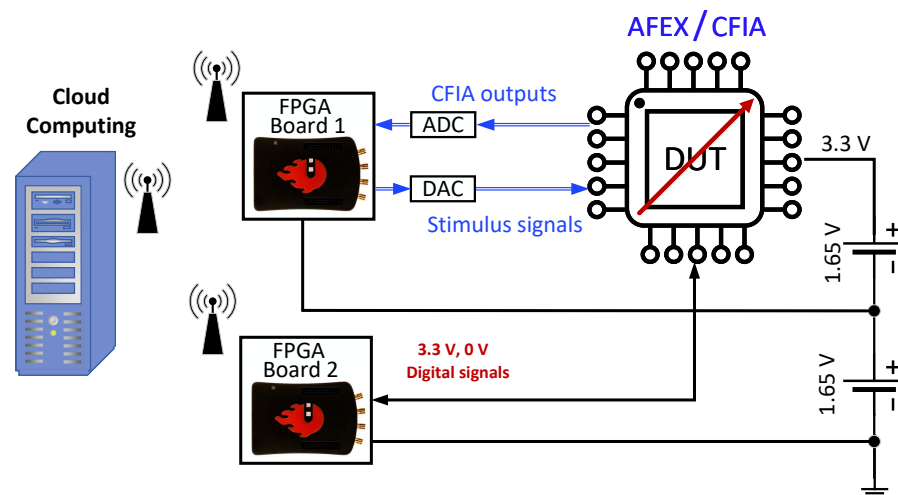 AFEX / CFIA
Cloud
Computing
FPGA
Board 1
CFIA outputs
ADC
DAC
Stimulus signals
DUT
3.3 V
+
1.65 V
−
FPGA
Board 2
3.3 V, 0 V
Digital signals
+
1.65 V
−